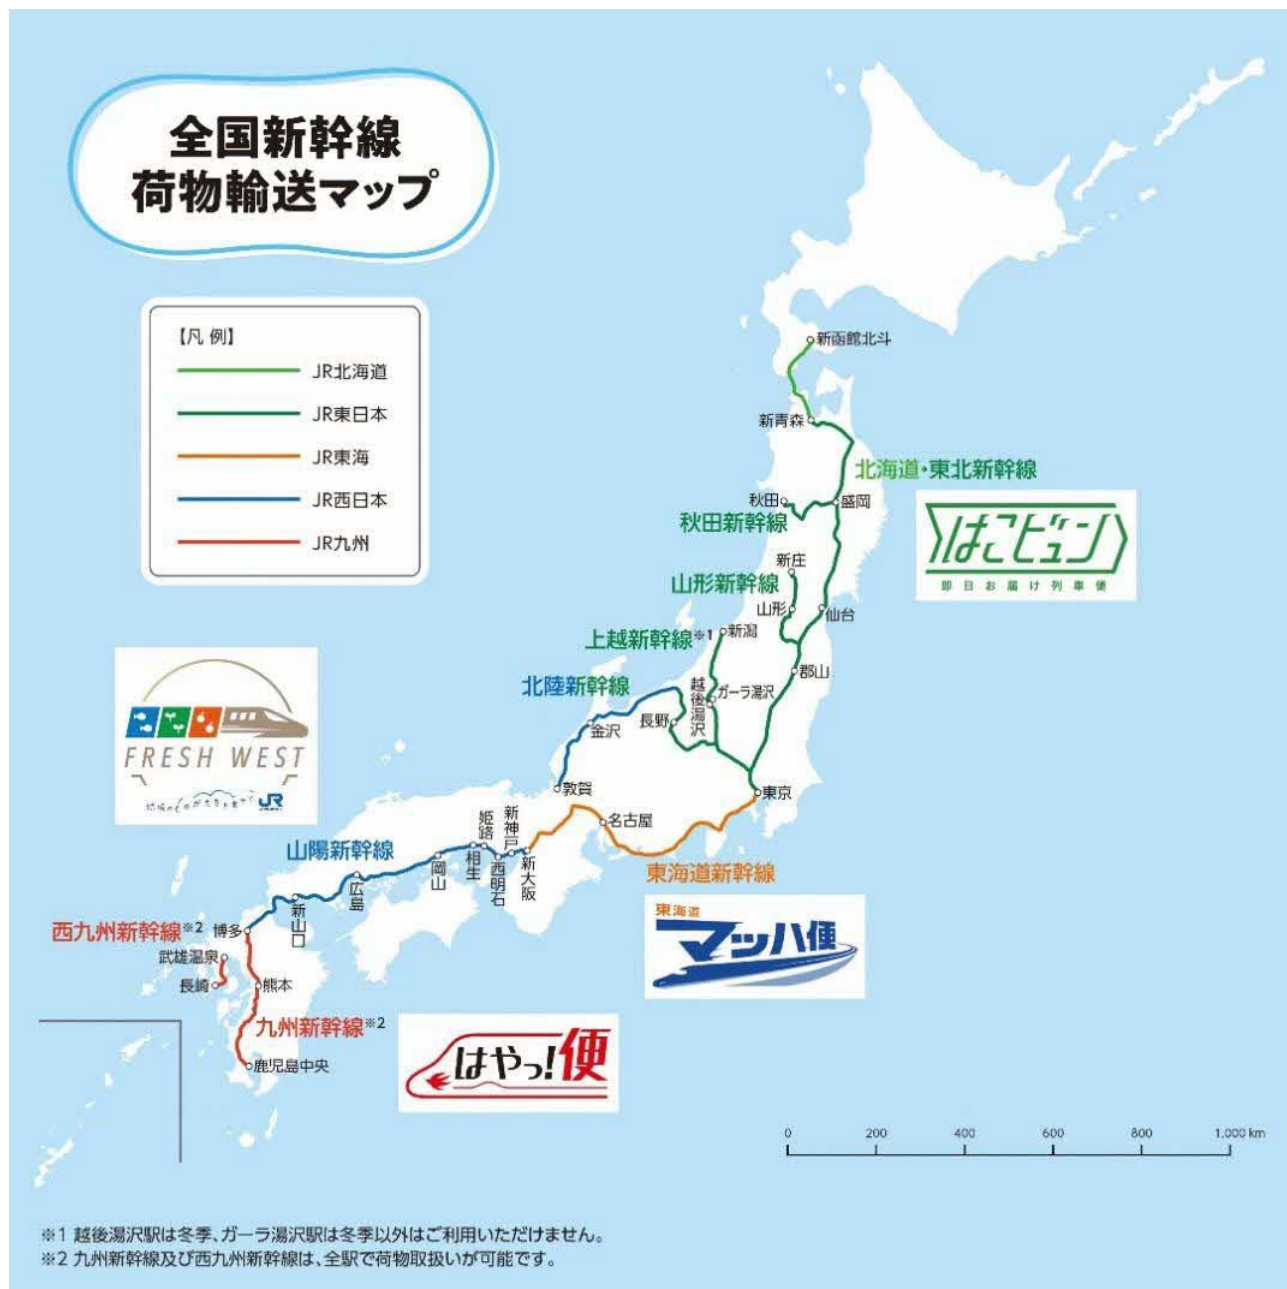 全国新幹線
荷物輸送マップ
【凡 例】
JR北海道
JR東日本
JR東海
JR西日本
JR九州
新函館北斗
新青森
北海道・東北新幹線
秋田
盛岡
秋田新幹線
はこビュン
即日お届け列車便
新庄
山形新幹線
山形
仙台
上越新幹線※1
新潟
郡山
北陸新幹線
越後湯沢
ガーラ湯沢
長野
金沢
FRESH WEST
JR
敦賀
東京
名古屋
新神戸
姫路
山陽新幹線
岡山
相生
西明石
新大阪
東海道新幹線
広島
新山口
東海道
マッハ便
西九州新幹線※2
博多
武雄温泉
長崎
熊本
九州新幹線※2
はやっ!便
鹿児島中央
0 200 400 600 800 1,000 km
※1 越後湯沢駅は冬季、ガーラ湯沢駅は冬季以外はご利用いただけません。
※2 九州新幹線及び西九州新幹線は、全駅で荷物取扱いが可能です。